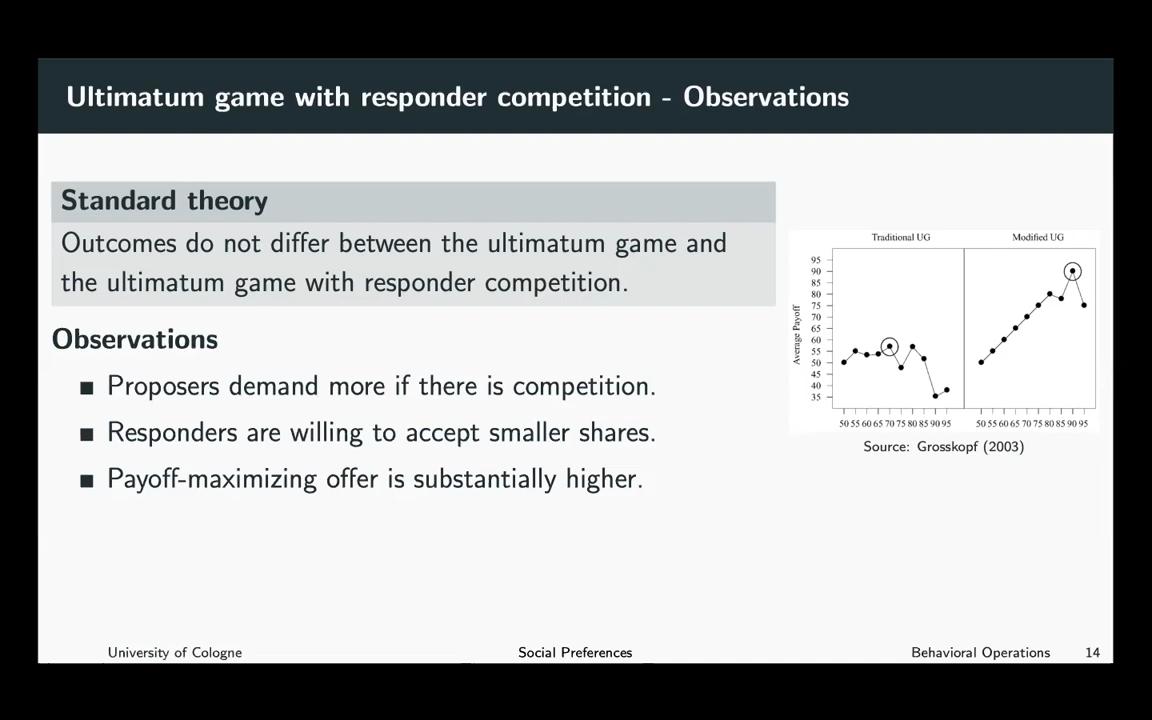 Ultimatum game with responder competition - Observations
Standard theory
Outcomes do not differ between the ultimatum game and
the ultimatum game with responder competition.
Observations
■ Proposers demand more if there is competition.
■ Responders are willing to accept smaller shares.
■ Payoff-maximizing offer is substantially higher.
Traditional UG Modified UG
Average Payoff
95
90
85
80
75
70
65
60
55
50
45
40
35
50 55 60 65 70 75 80 85 90 95 50 55 60 65 70 75 80 85 90 95
Source: Grosskopf (2003)
University of Cologne Social Preferences Behavioral Operations 14